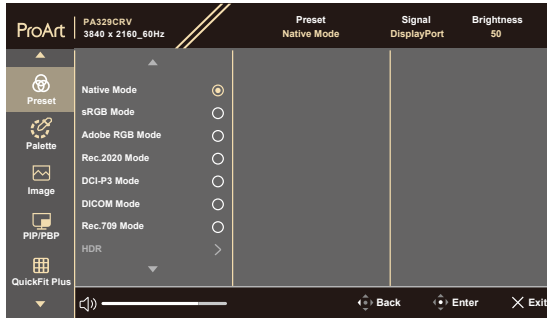 ProArt
PA329CRV
3840 x 2160_60Hz
Preset
Native Mode
Signal
DisplayPort
Brightness
50
Preset
Palette
Image
PIP/PBP
QuickFit Plus
Native Mode
sRGB Mode
Adobe RGB Mode
Rec.2020 Mode
DCI-P3 Mode
DICOM Mode
Rec.709 Mode
HDR
Back
Enter
Exit